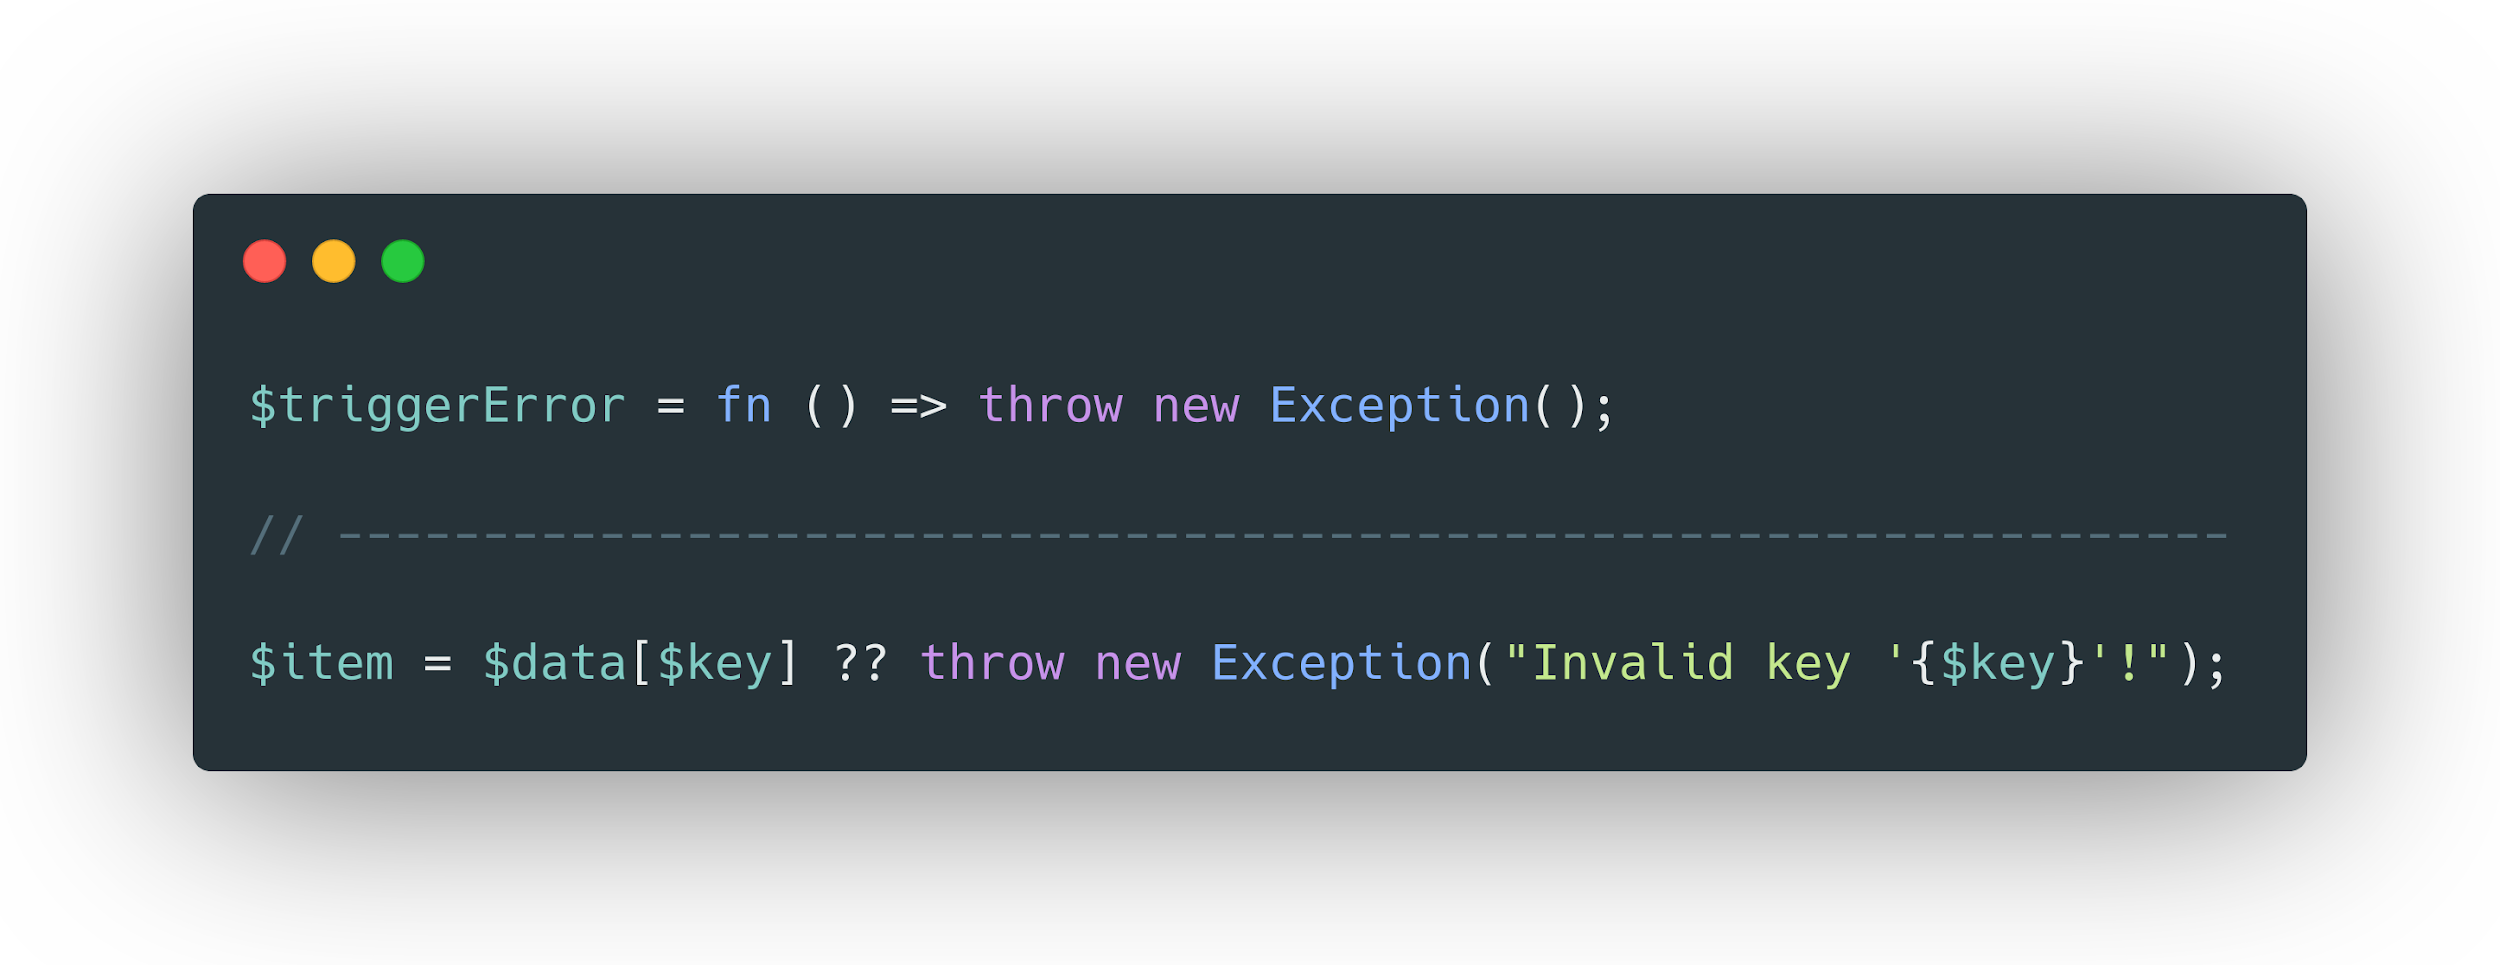 $triggerError = fn () => throw new Exception();
// -----------------------------------------------------------------
$item = $data[$key] ?? throw new Exception("Invalid key '{$key}'!");